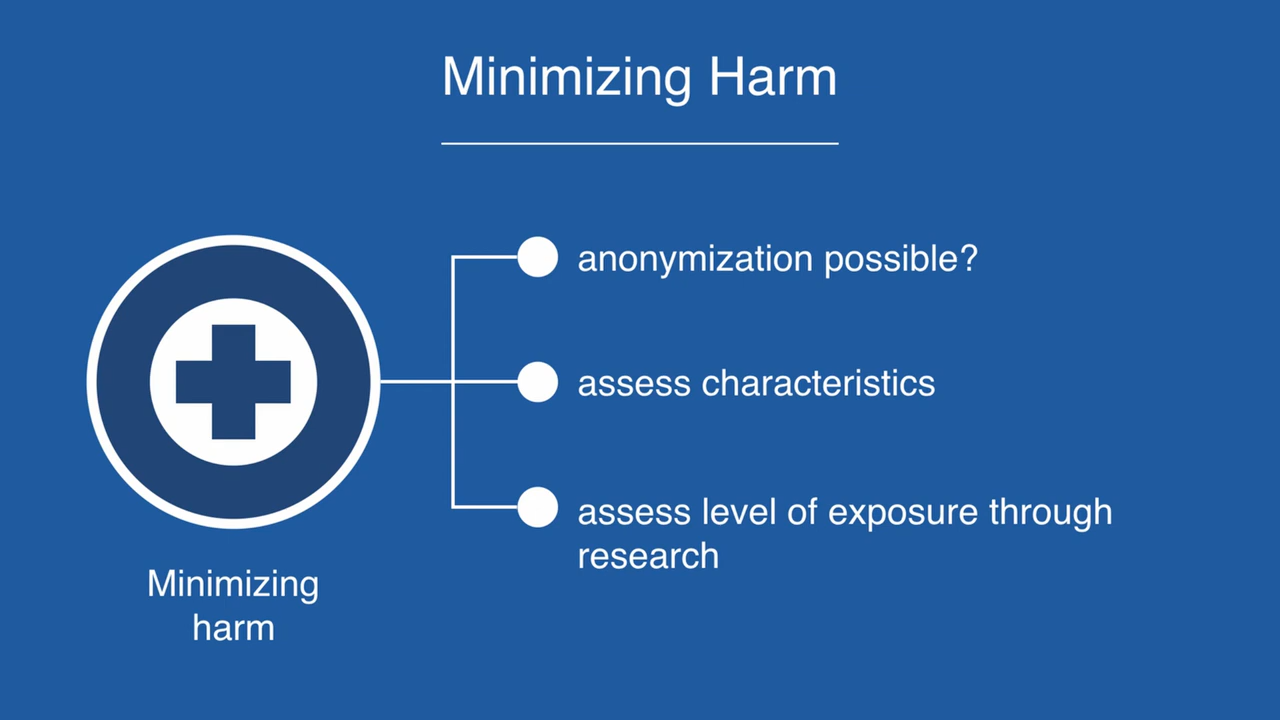 Minimizing Harm
anonymization possible?
assess characteristics
assess level of exposure through
research
Minimizing
harm